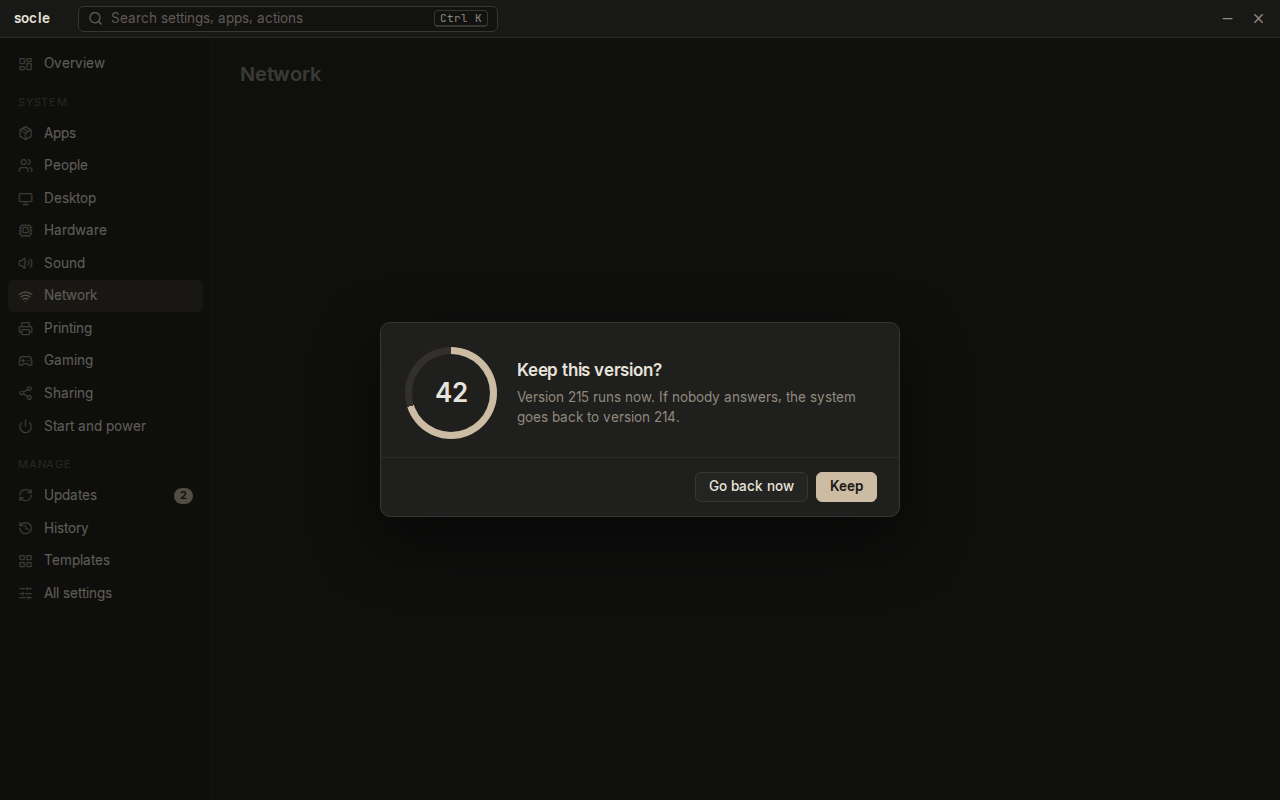 socle
Search settings, apps, actions
Ctrl K
Overview
SYSTEM
Apps
People
Desktop
Hardware
Sound
Network
Printing
Gaming
Sharing
Start and power
MANAGE
Updates
2
History
Templates
All settings
Network
42
Keep this version?
Version 215 runs now. If nobody answers, the system
goes back to version 214.
Go back now
Keep